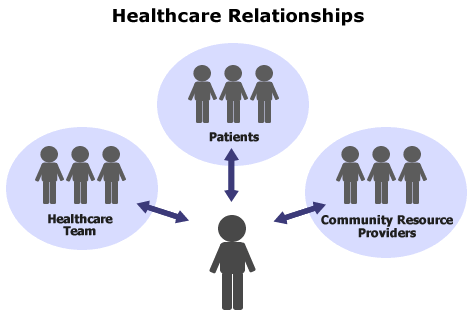 Healthcare Relationships
Patients
Healthcare
Team
Community Resource
Providers